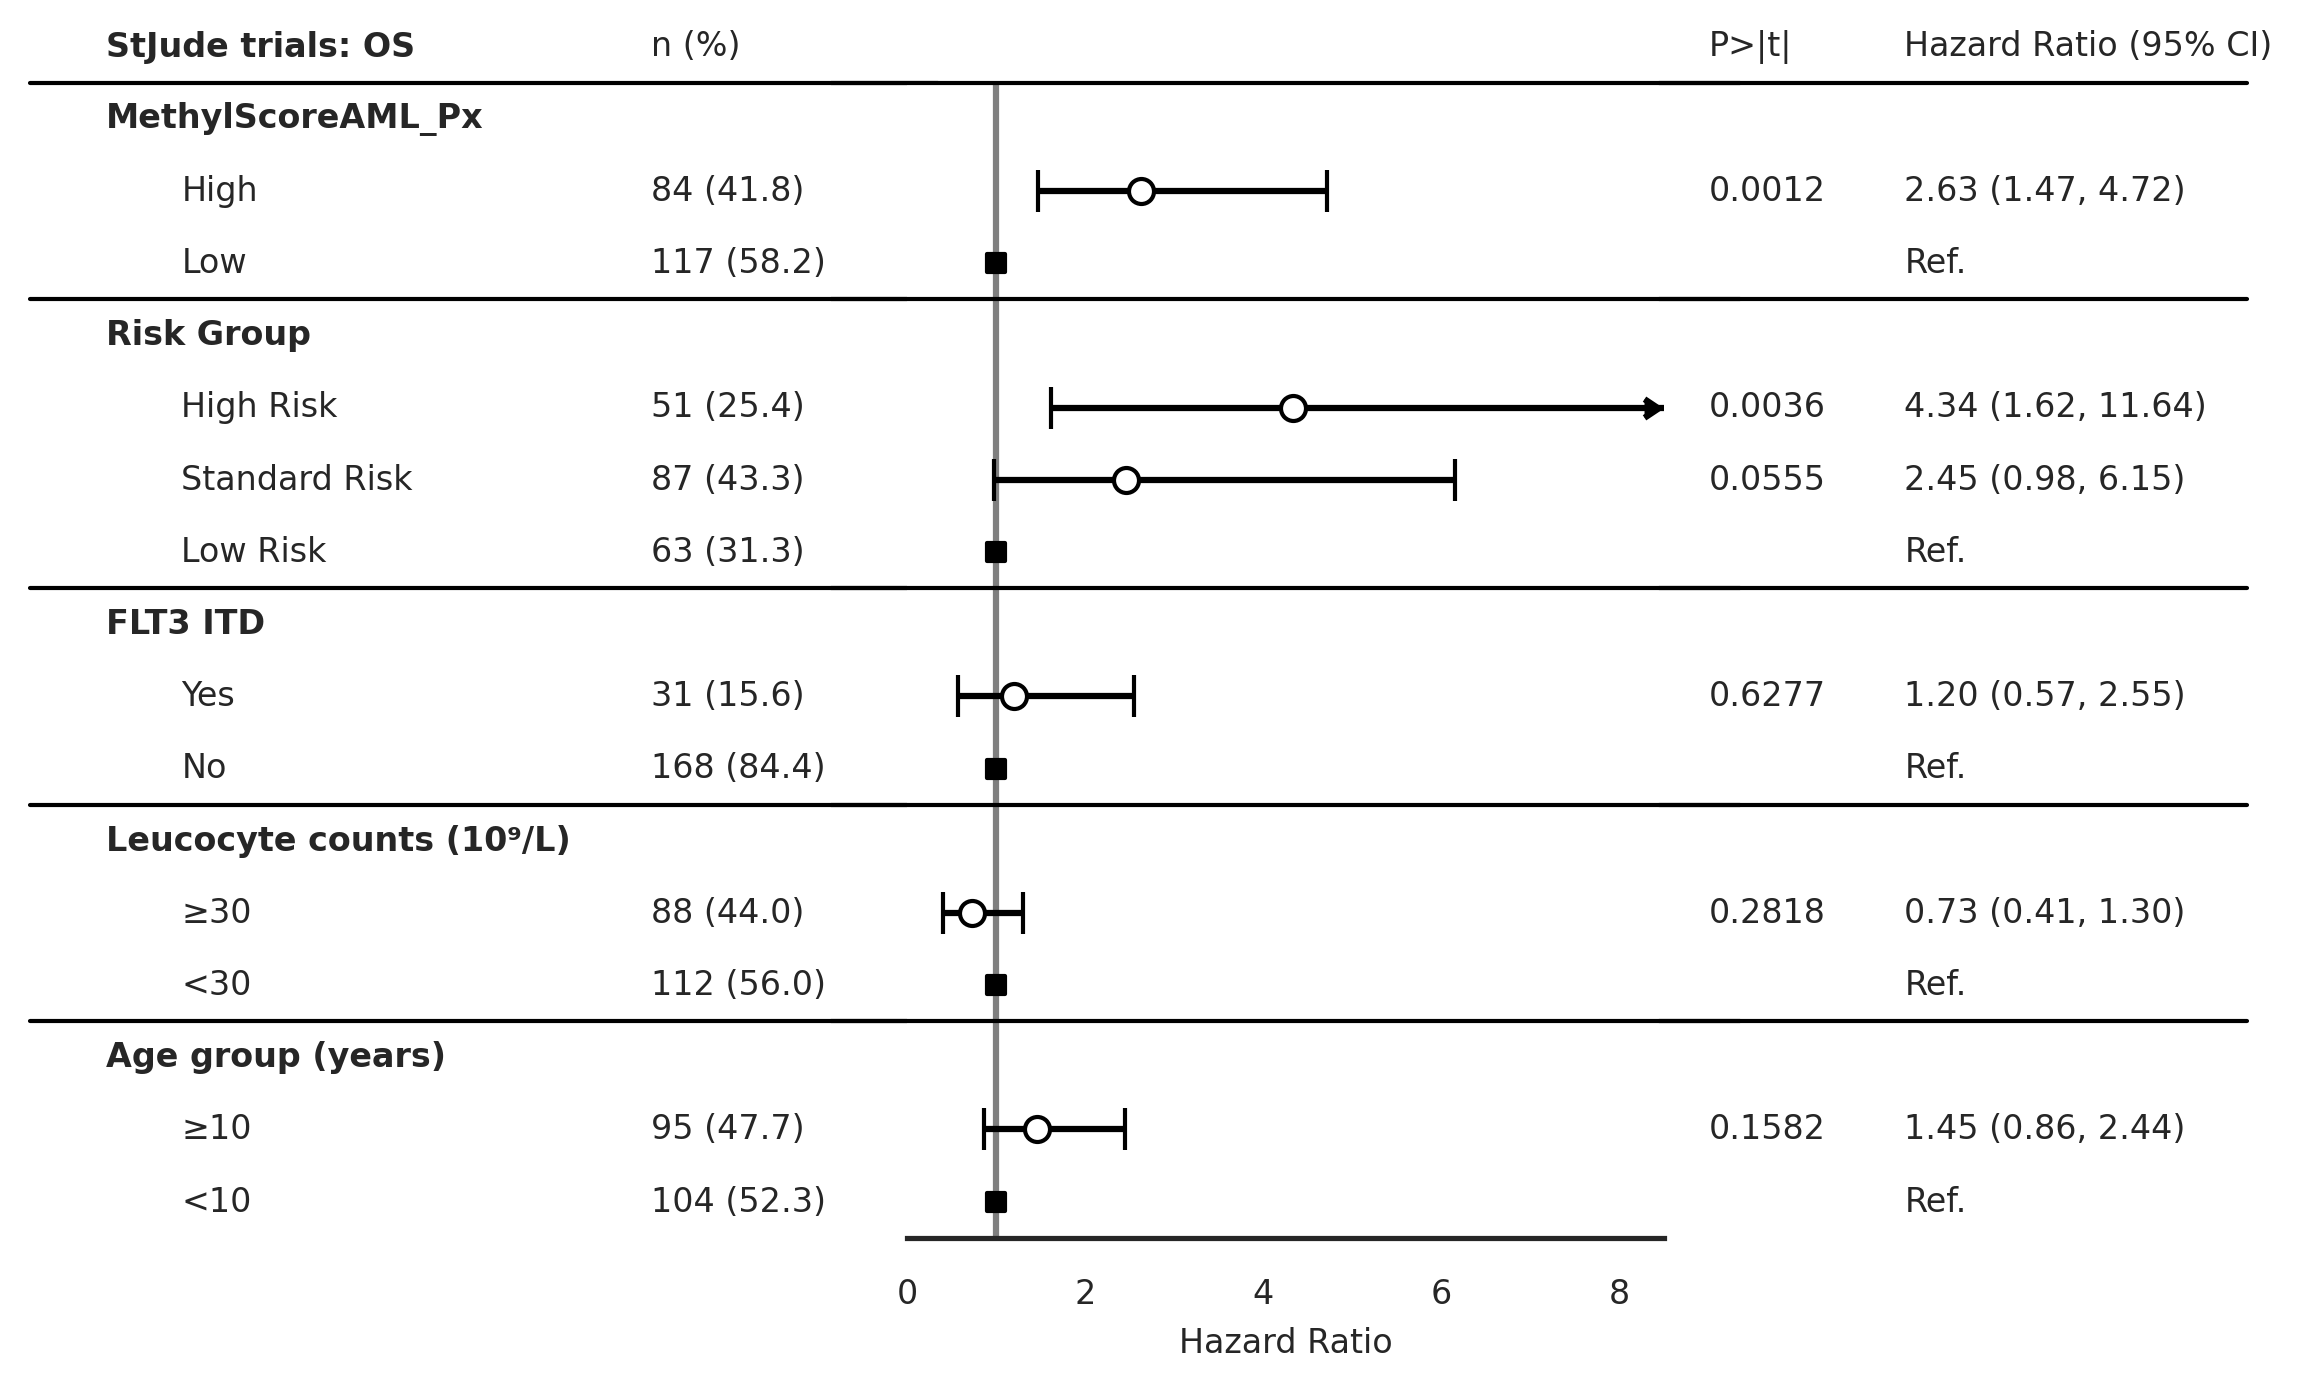 StJude trials: OS n (%) P>|t| Hazard Ratio (95% CI)
MethylScoreAML_Px
High 84 (41.8) 0.0012 2.63 (1.47, 4.72)
Low 117 (58.2) Ref.
Risk Group
High Risk 51 (25.4) 0.0036 4.34 (1.62, 11.64)
Standard Risk 87 (43.3) 0.0555 2.45 (0.98, 6.15)
Low Risk 63 (31.3) Ref.
FLT3 ITD
Yes 31 (15.6) 0.6277 1.20 (0.57, 2.55)
No 168 (84.4) Ref.
Leucocyte counts (10⁹/L)
≥30 88 (44.0) 0.2818 0.73 (0.41, 1.30)
<30 112 (56.0) Ref.
Age group (years)
≥10 95 (47.7) 0.1582 1.45 (0.86, 2.44)
<10 104 (52.3) Ref.
0 2 4 6 8
Hazard Ratio